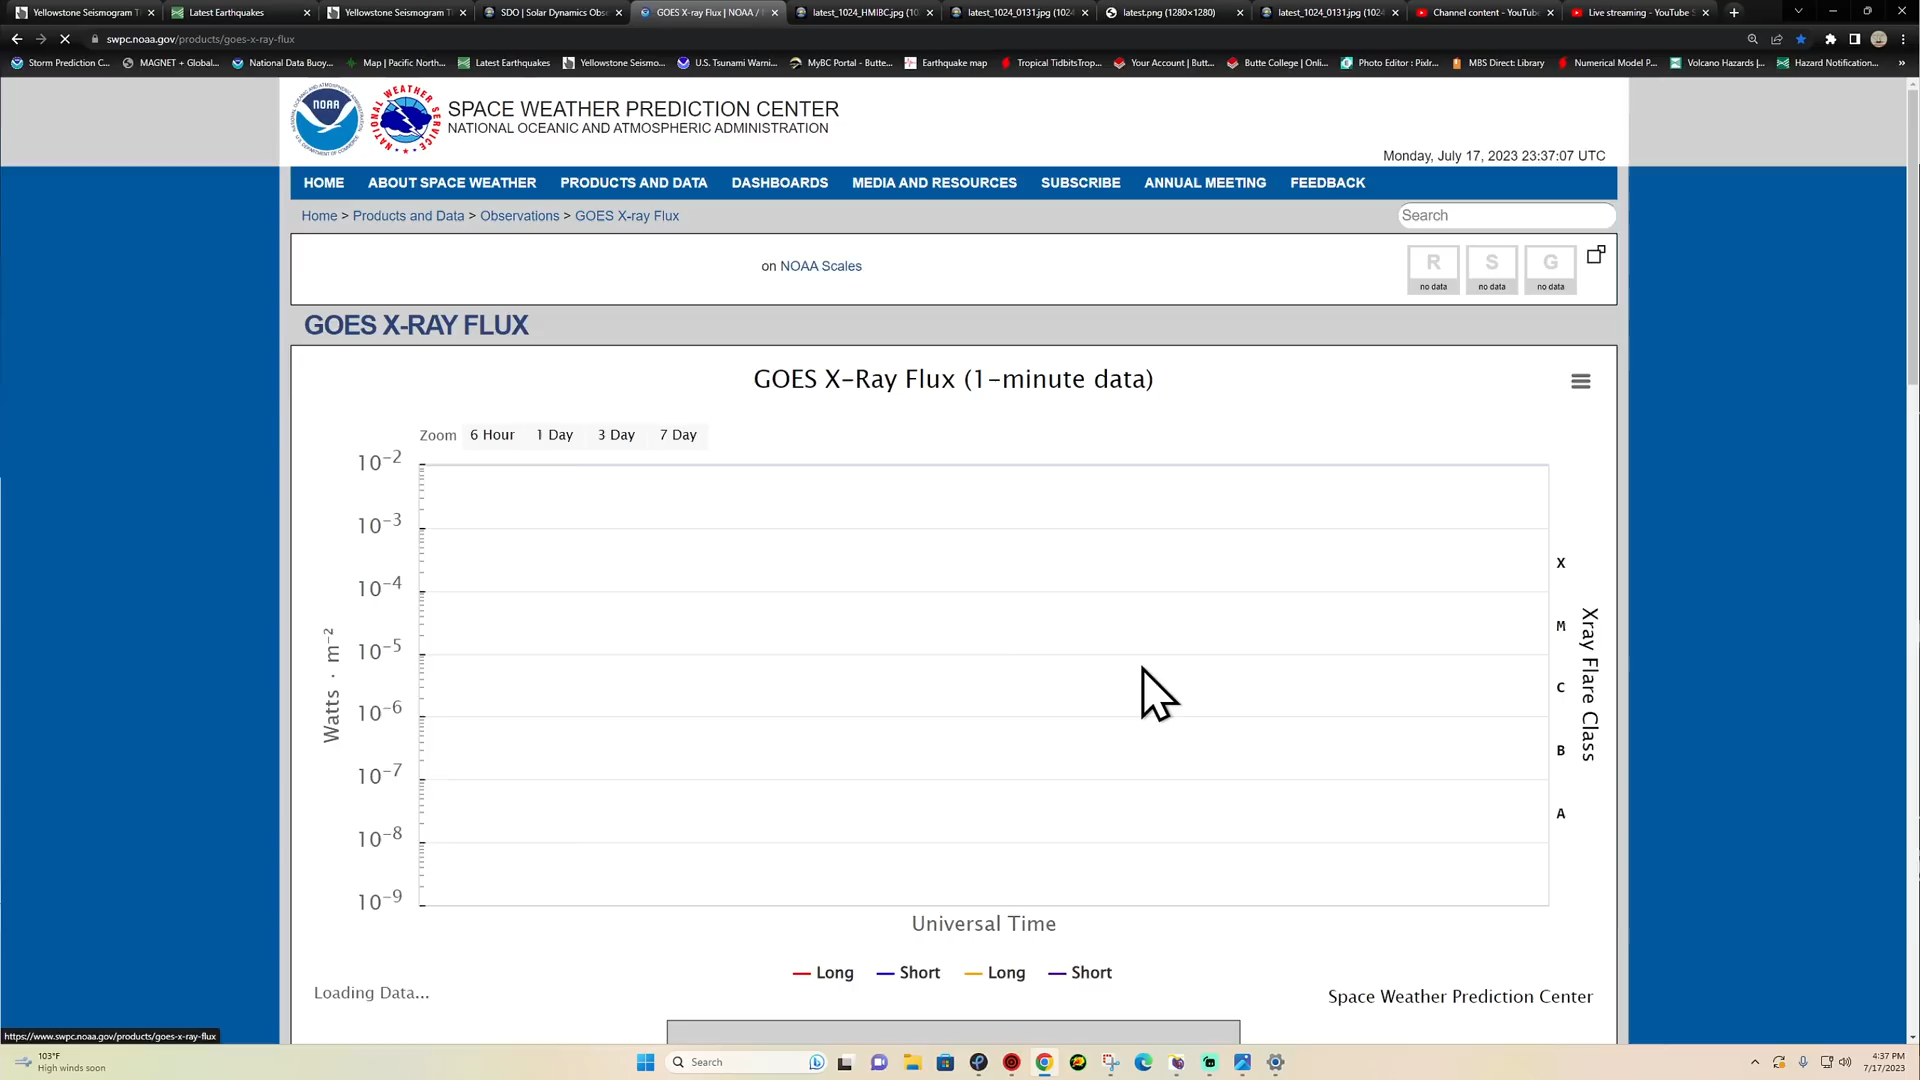 Yellowstone Seismogram T
Latest Earthquakes
Yellowstone Seismogram T
SDO | Solar Dynamics Obs
GOES X-ray Flux | NOAA /
latest_1024_HMIBC.jpg (10
latest_1024_0131.jpg (1024
latest.png (1280×1280)
latest_1024_0131.jpg (1024
Channel content - YouTub
Live streaming - YouTube S
swpc.noaa.gov/products/goes-x-ray-flux
Storm Prediction C...
MAGNET + Global...
National Data Buoy...
Map | Pacific North...
Latest Earthquakes
Yellowstone Seismo...
U.S. Tsunami Warni...
MyBC Portal - Butte...
Earthquake map
Tropical TidbitsTrop...
Your Account | Butt...
Butte College | Onli...
Photo Editor : Pixlr...
MBS Direct Library
Numerical Model P...
Volcano Hazards |...
Hazard Notification...
NOAA
SPACE WEATHER PREDICTION CENTER
NATIONAL OCEANIC AND ATMOSPHERIC ADMINISTRATION
Monday, July 17, 2023 23:37:07 UTC
HOME ABOUT SPACE WEATHER PRODUCTS AND DATA DASHBOARDS MEDIA AND RESOURCES SUBSCRIBE ANNUAL MEETING FEEDBACK
Home > Products and Data > Observations > GOES X-ray Flux
Search
on NOAA Scales
R S G
no data no data no data
GOES X-RAY FLUX
GOES X-Ray Flux (1-minute data)
Zoom 6 Hour 1 Day 3 Day 7 Day
10⁻²
10⁻³
10⁻⁴
10⁻⁵
10⁻⁶
10⁻⁷
10⁻⁸
10⁻⁹
Watts · m⁻²
X
M
C
B
A
Xray Flare Class
Universal Time
Long Short Long Short
Loading Data...
Space Weather Prediction Center
https://www.swpc.noaa.gov/products/goes-x-ray-flux
103°F
High winds soon
Search
4:37 PM
7/17/2023